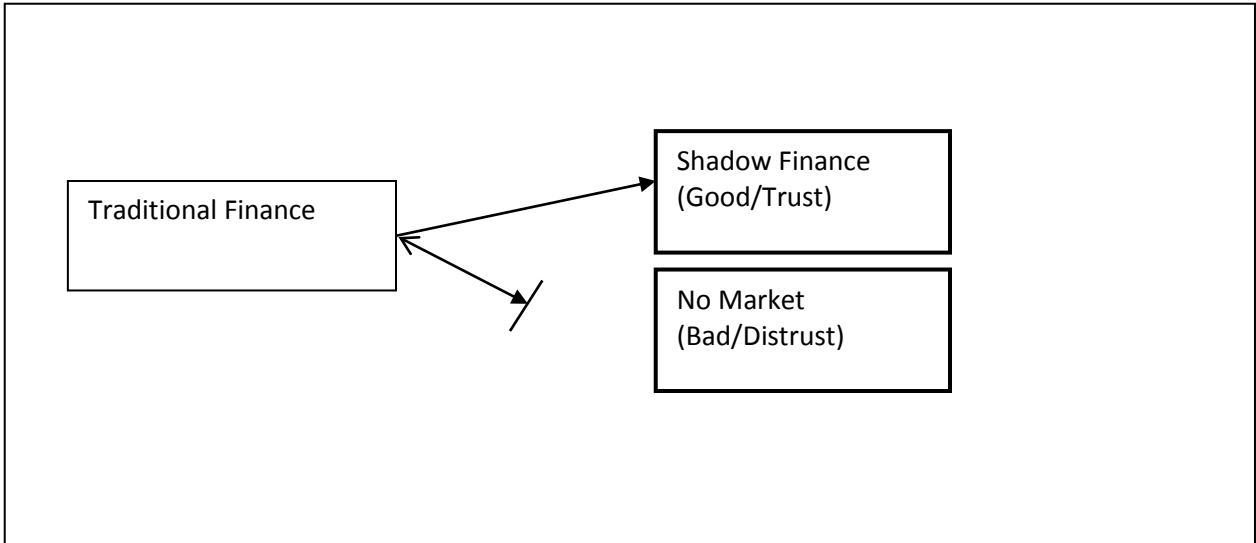 Traditional Finance
Shadow Finance
(Good/Trust)
No Market
(Bad/Distrust)